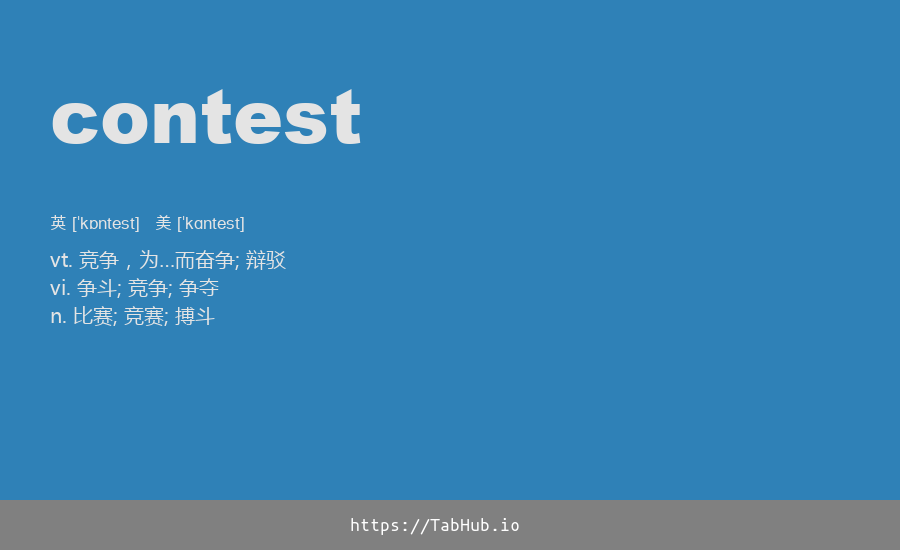 contest
英 [ˈkɒntest] 美 [ˈkɑntest]
vt. 竞争，为...而奋争; 辩驳
vi. 争斗; 竞争; 争夺
n. 比赛; 竞赛; 搏斗
https://TabHub.io